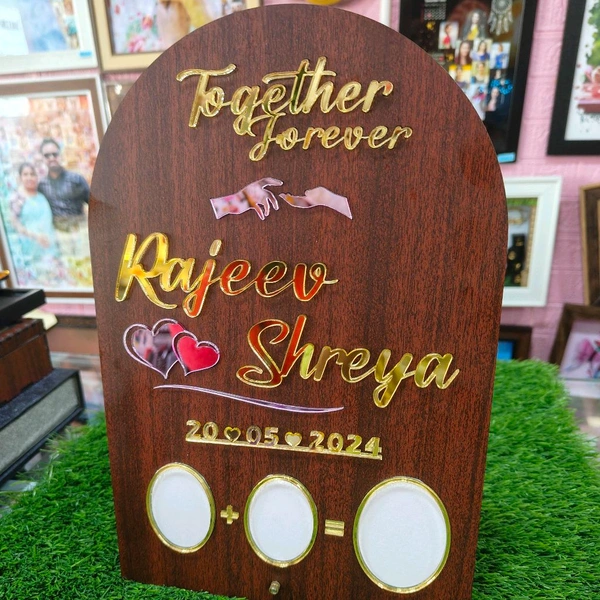 Together
Forever
Rajeev
Shreya
20♡05♡2024
+ =